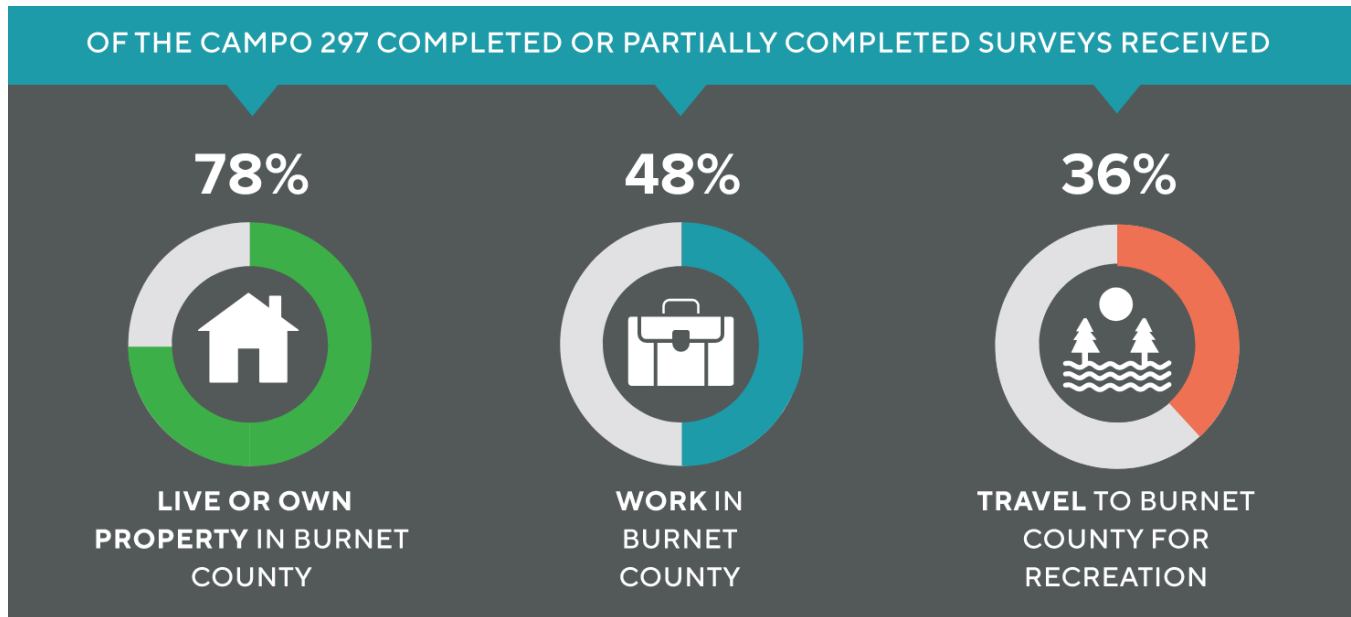 OF THE CAMPO 297 COMPLETED OR PARTIALLY COMPLETED SURVEYS RECEIVED
78%
48%
36%
LIVE OR OWN
PROPERTY IN BURNET
COUNTY
WORK IN
BURNET
COUNTY
TRAVEL TO BURNET
COUNTY FOR
RECREATION